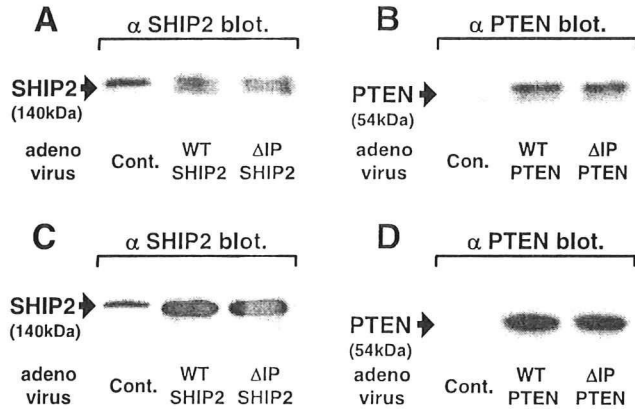 A
α SHIP2 blot.
SHIP2
(140kDa)
adeno virus
Cont.
WT SHIP2
ΔIP SHIP2
B
α PTEN blot.
PTEN
(54kDa)
adeno virus
Con.
WT PTEN
ΔIP PTEN
C
α SHIP2 blot.
SHIP2
(140kDa)
adeno virus
Cont.
WT SHIP2
ΔIP SHIP2
D
α PTEN blot.
PTEN
(54kDa)
adeno virus
Cont.
WT PTEN
ΔIP PTEN